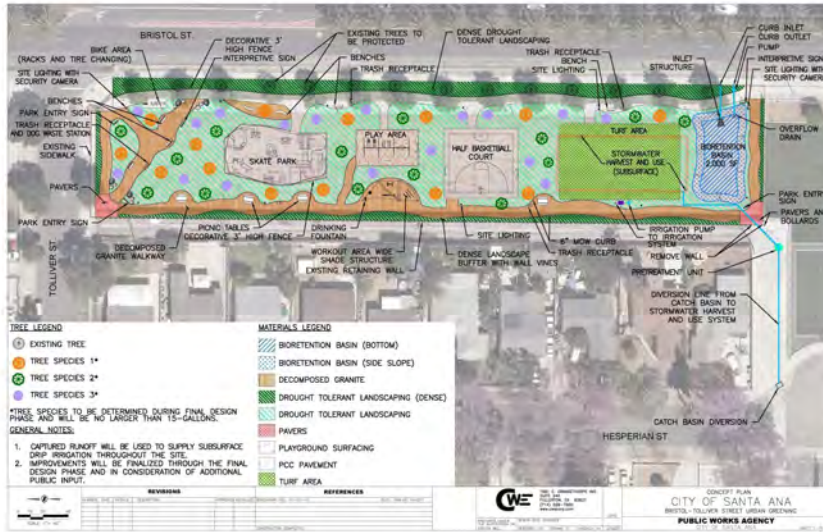 BRISTOL ST.
BIKE AREA
(RACKS AND TIRE CHANGING)
DECORATIVE 3'
HIGH FENCE
INTERPRETIVE SIGN
EXISTING TREES TO
BE PROTECTED
BENCHES
TRASH RECEPTACLE
DENSE DROUGHT
TOLERANT LANDSCAPING
TRASH RECEPTACLE
BENCH
SITE LIGHTING
INLET
STRUCTURE
CURB INLET
CURB OUTLET
PUMP
INTERPRETIVE SIGN
SITE LIGHTING WITH
SECURITY CAMERA
SITE LIGHTING WITH
SECURITY CAMERA
BENCHES
PARK ENTRY SIGN
TRASH RECEPTACLE
AND DOG WASTE STATION
EXISTING
SIDEWALK
PAVERS
PARK ENTRY SIGN
SKATE PARK
PLAY AREA
HALF BASKETBALL
COURT
TURF AREA
STORMWATER
HARVEST AND USE
(SUBSURFACE)
BIORETENTION
BASIN
2,000 SF
OVERFLOW
DRAIN
PARK ENTRY
SIGN
PAVERS AND
BOLLARDS
TOLLIVER ST
DECOMPOSED
GRANITE WALKWAY
PICNIC TABLES
DECORATIVE 3' HIGH FENCE
DRINKING
FOUNTAIN
WORKOUT AREA WIDE
SHADE STRUCTURE
EXISTING RETAINING WALL
SITE LIGHTING
DENSE LANDSCAPE
BUFFER WITH WALL VINES
6" MOW CURB
TRASH RECEPTACLE
IRRIGATION PUMP
TO IRRIGATION
SYSTEM
REMOVE WALL
PRETREATMENT UNIT
DIVERSION LINE FROM
CATCH BASIN TO
STORMWATER HARVEST
AND USE SYSTEM
CATCH BASIN DIVERSION
HESPERIAN ST.
TREE LEGEND
EXISTING TREE
TREE SPECIES 1*
TREE SPECIES 2*
TREE SPECIES 3*
*TREE SPECIES TO BE DETERMINED DURING FINAL DESIGN
PHASE AND WILL BE NO LARGER THAN 15-GALLONS.
GENERAL NOTES:
1. CAPTURED RUNOFF WILL BE USED TO SUPPLY SUBSURFACE
DRIP IRRIGATION THROUGHOUT THE SITE.
2. IMPROVEMENTS WILL BE FINALIZED THROUGH THE FINAL
DESIGN PHASE AND IN CONSIDERATION OF ADDITIONAL
PUBLIC INPUT.
MATERIALS LEGEND
BIORETENTION BASIN (BOTTOM)
BIORETENTION BASIN (SIDE SLOPE)
DECOMPOSED GRANITE
DROUGHT TOLERANT LANDSCAPING (DENSE)
DROUGHT TOLERANT LANDSCAPING
PAVERS
PLAYGROUND SURFACING
PCC PAVEMENT
TURF AREA
REVISIONS
REFERENCES
CWE
CONCEPT PLAN
CITY OF SANTA ANA
BRISTOL-TOLLIVER STREET URBAN GREENING
PUBLIC WORKS AGENCY
CITY OF SANTA ANA